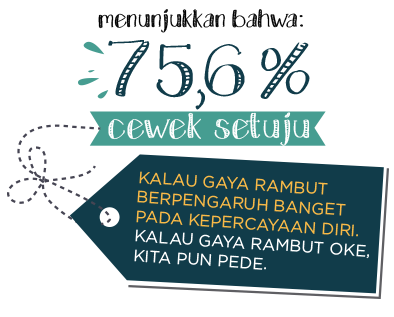 menunjukkan bahwa:
75,6%
cewek setuju
KALAU GAYA RAMBUT
BERPENGARUH BANGET
PADA KEPERCAYAAN DIRI.
KALAU GAYA RAMBUT OKE,
KITA PUN PEDE.